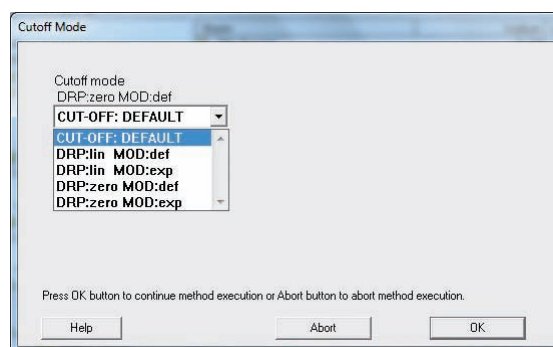 Cutoff Mode
Cutoff mode
DRP:zero MOD:def
CUT-OFF: DEFAULT
CUT-OFF: DEFAULT
DRP:lin MOD:def
DRP:lin MOD:exp
DRP:zero MOD:def
DRP:zero MOD:exp
Press OK button to continue method execution or Abort button to abort method execution.
Help
Abort
OK